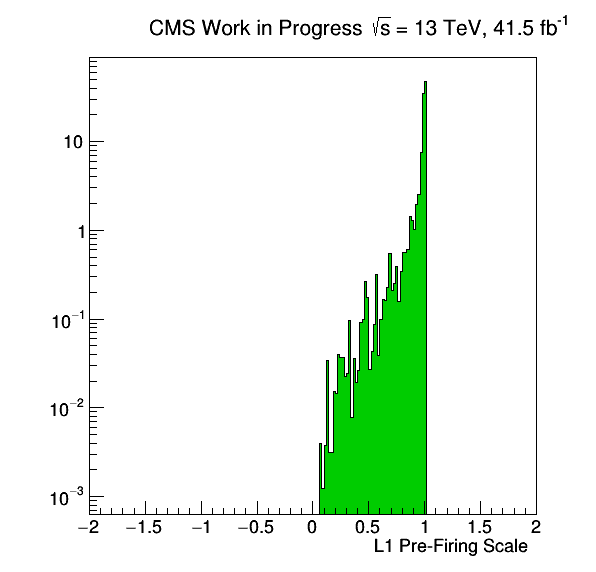 CMS Work in Progress √s = 13 TeV, 41.5 fb⁻¹
10
1
10⁻¹
10⁻²
10⁻³
−2 −1.5 −1 −0.5 0 0.5 1 1.5 2
L1 Pre-Firing Scale